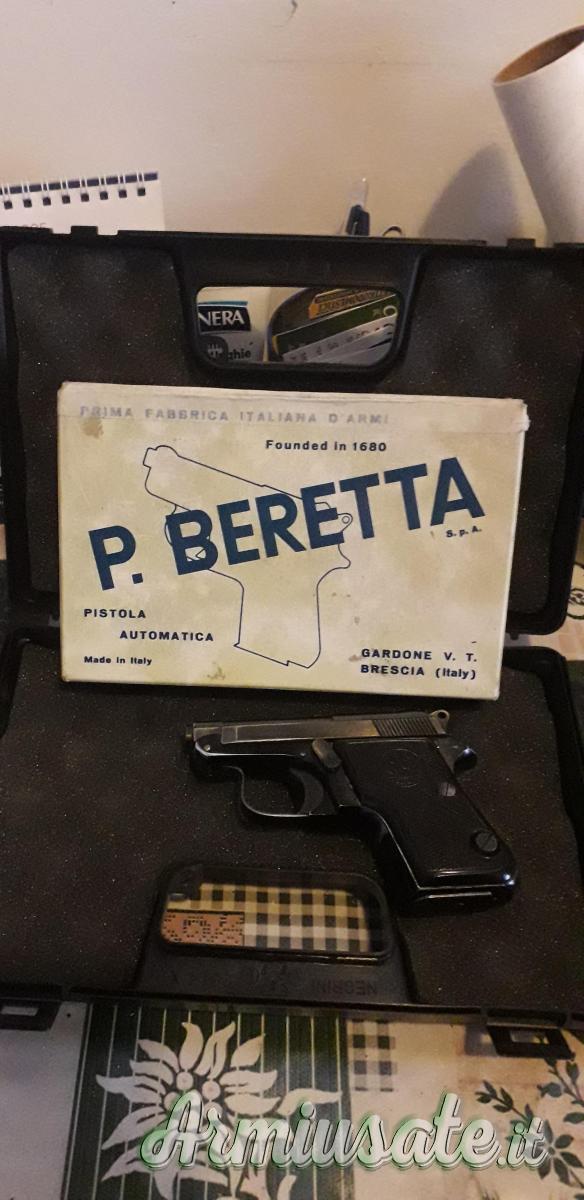 NERA
PRIMA FABBRICA ITALIANA D'ARMI
Founded in 1680
P. BERETTA
S. p. A.
PISTOLA
AUTOMATICA
Made in Italy
GARDONE V. T.
BRESCIA (Italy)
NEGRINI
Armiusate.it